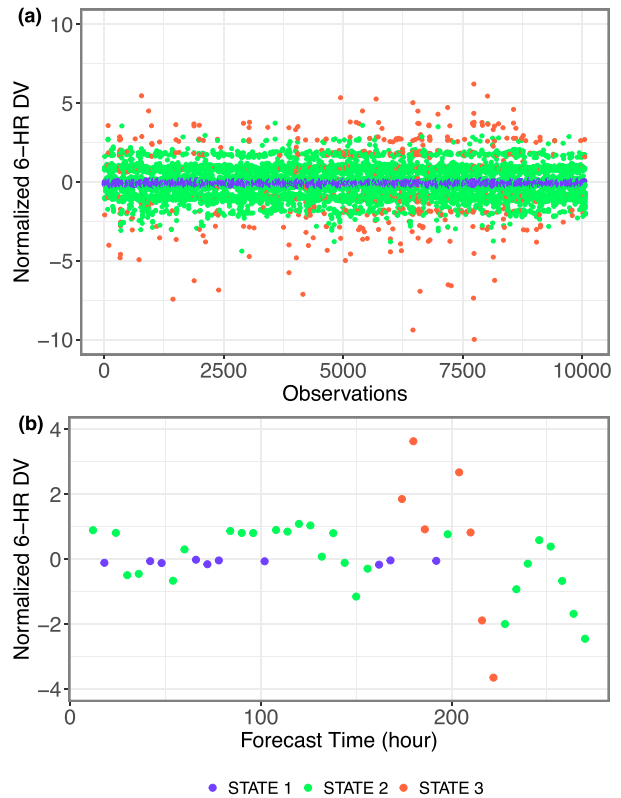 (a)
Normalized 6−HR DV
10
5
0
−5
−10
0 2500 5000 7500 10000
Observations
(b)
Normalized 6−HR DV
4
2
0
−2
−4
0 100 200
Forecast Time (hour)
STATE 1 STATE 2 STATE 3